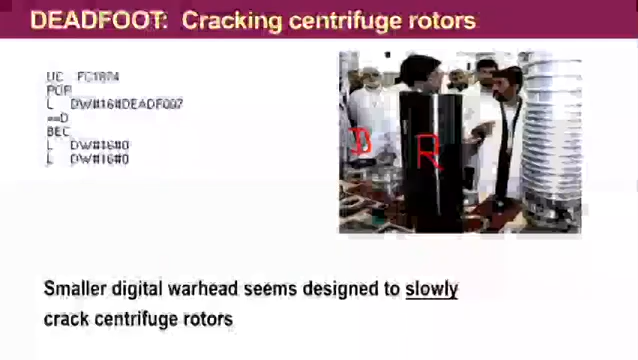 DEADFOOT: Cracking centrifuge rotors
UC FC1874
POP
L DW#16#DEADF007
==D
BEC
L DW#16#0
L DW#16#0
D
R
Smaller digital warhead seems designed to slowly
crack centrifuge rotors